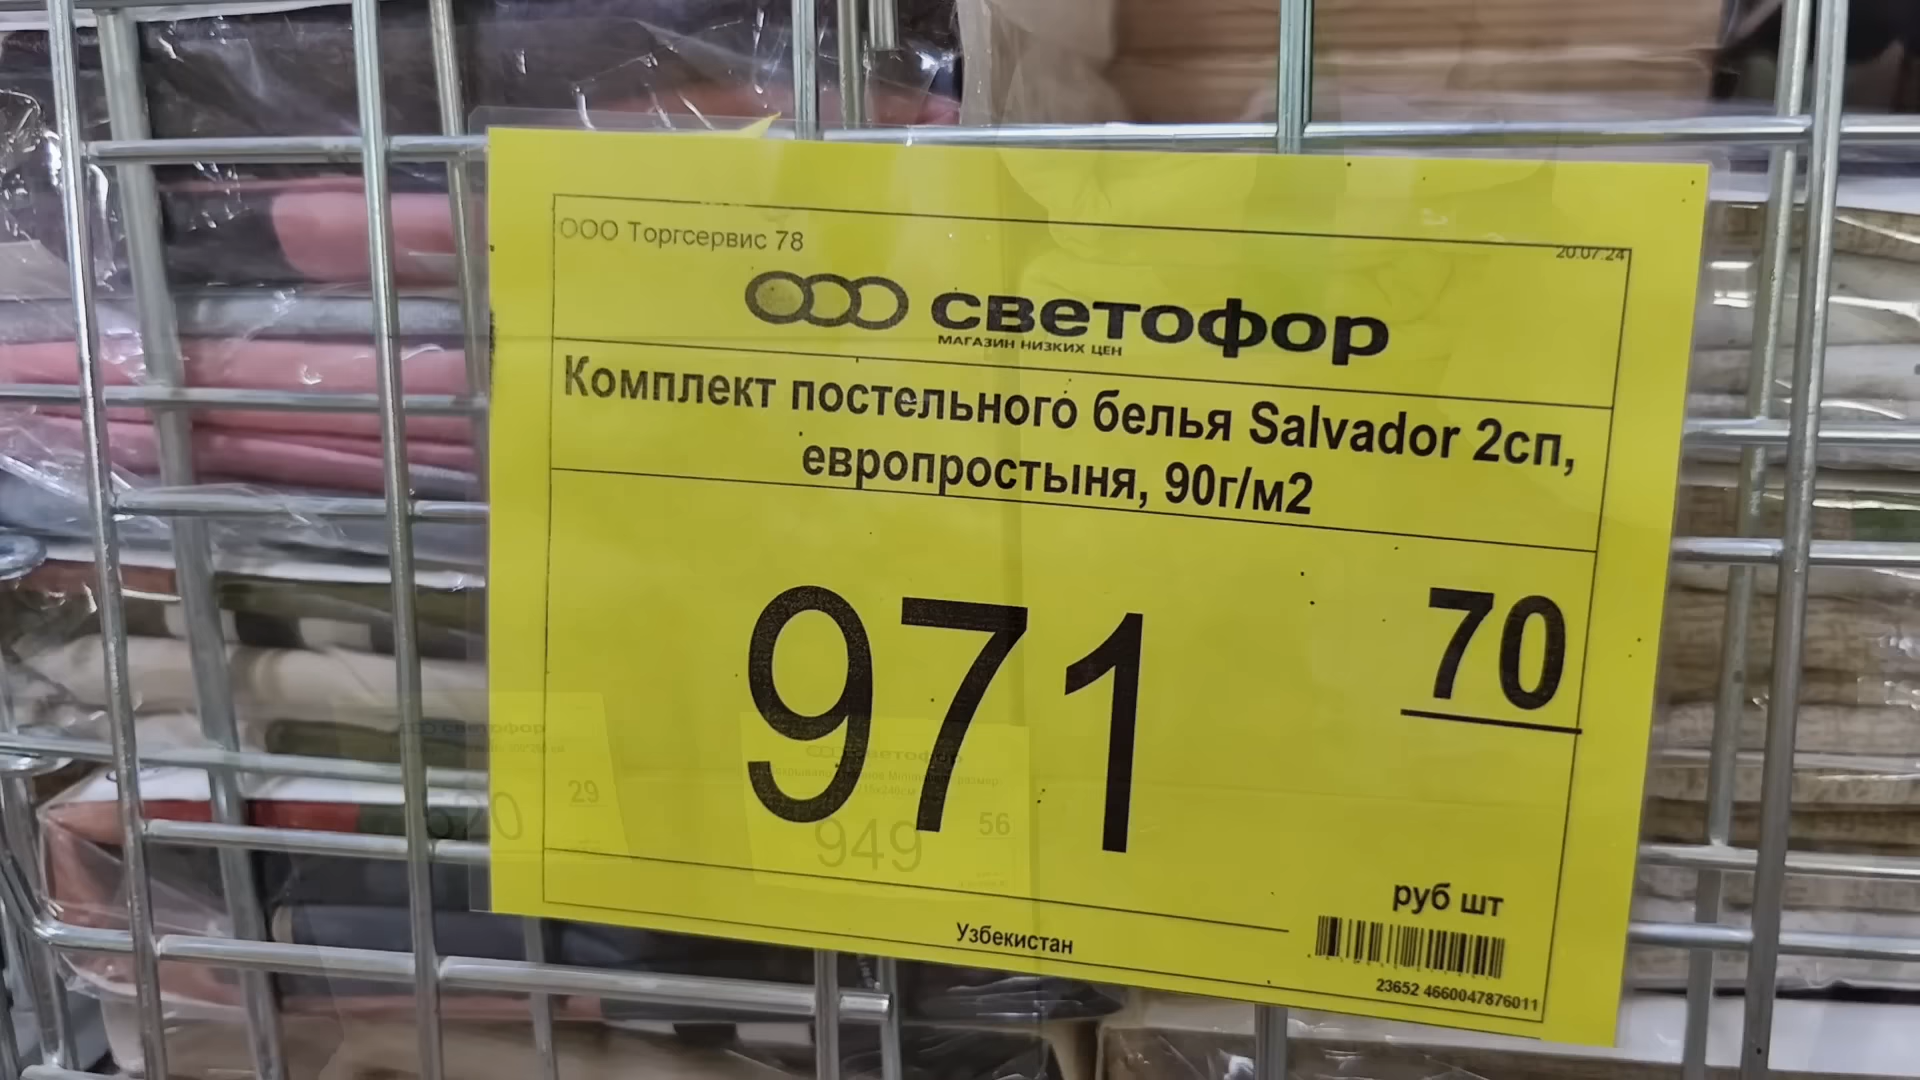 ООО Торгсервис 78
20.07.24
светофор
МАГАЗИН НИЗКИХ ЦЕН
Комплект постельного белья Salvador 2сп,
европростыня, 90г/м2
971 70
руб шт
Узбекистан
23652 4660047876011
светофор
29
светофор
56
949